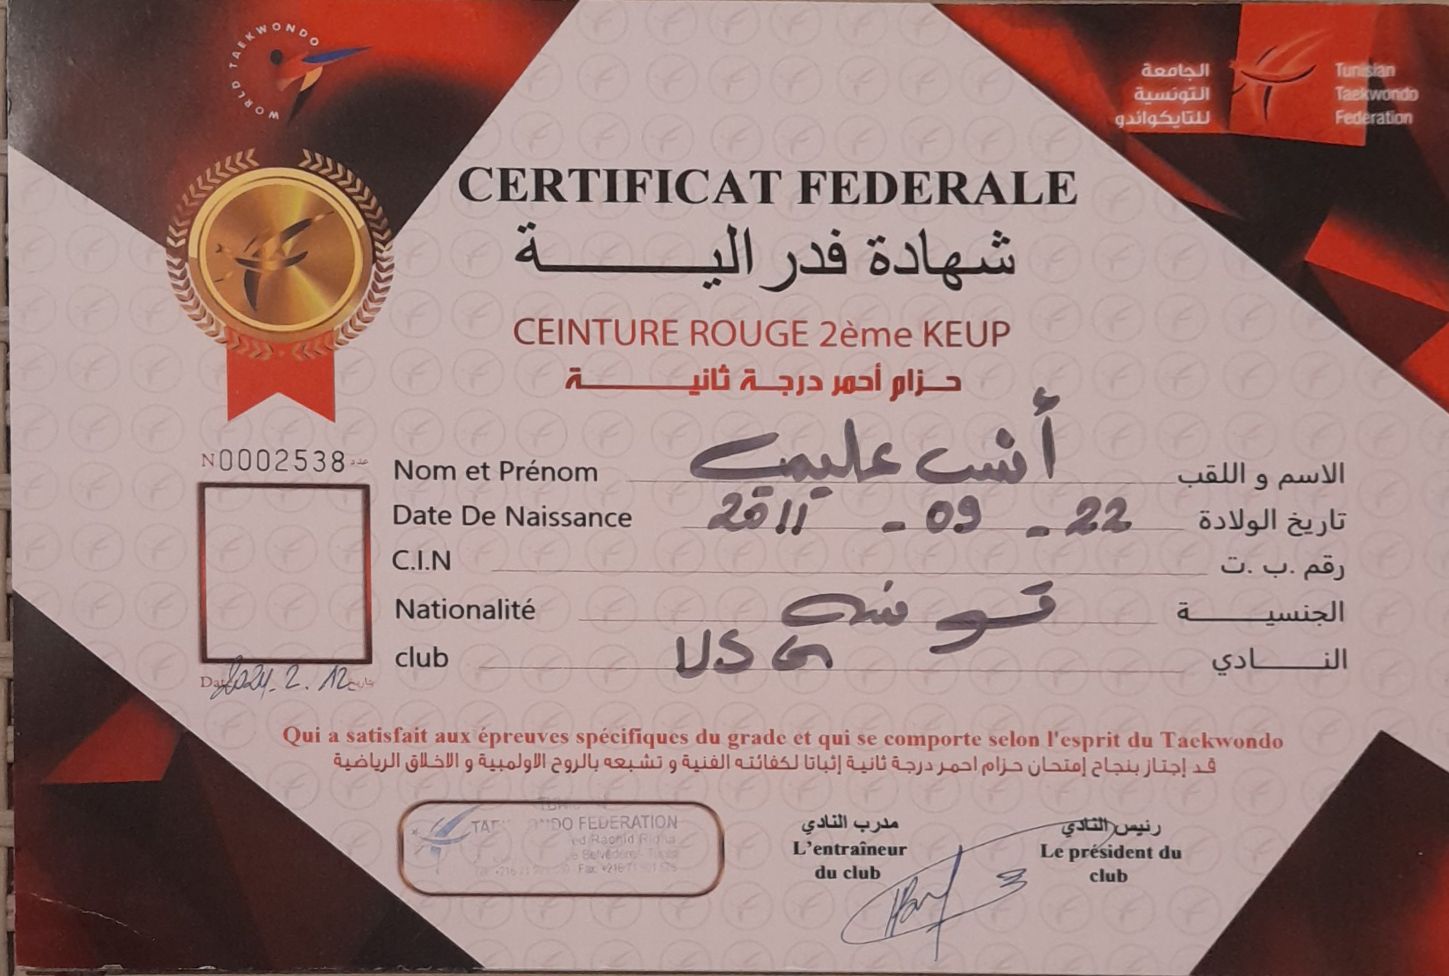 WORLD TAEKWONDO
الجامعة
التونسية
للتايكواندو
Tunisian
Taekwondo
Federation
CERTIFICAT FEDERALE
شهادة فدرالية
CEINTURE ROUGE 2ème KEUP
حزام أحمر درجة ثانية
N0002538 عدد
Nom et Prénom أنس عليمي الاسم و اللقب
Date De Naissance 2011 - 09 - 22 تاريخ الولادة
C.I.N رقم .ب .ت
Nationalité تونسية الجنسية
club USG النادي
Date 2024. 2. 12 تاريخ
Qui a satisfait aux épreuves spécifiques du grade et qui se comporte selon l'esprit du Taekwondo
قد إجتاز بنجاح إمتحان حزام احمر درجة ثانية إثباتا لكفائته الفنية و تشبعه بالروح الاولمبية و الاخلاق الرياضية
FEDERATION
مدرب النادي
L'entraîneur
du club
رئيس النادي
Le président du
club